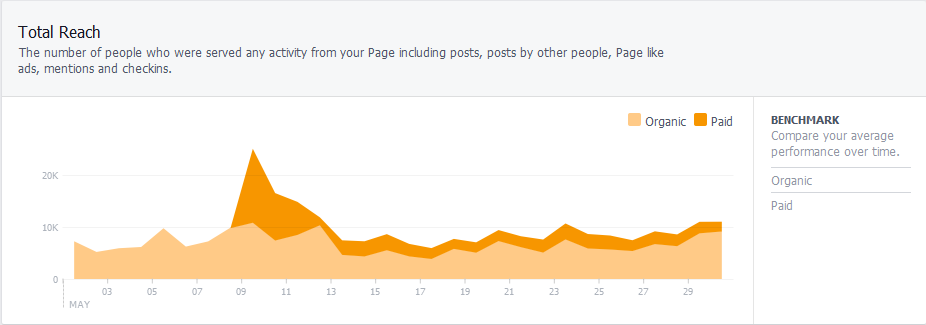 Total Reach
The number of people who were served any activity from your Page including posts, posts by other people, Page like
ads, mentions and checkins.
Organic Paid
BENCHMARK
Compare your average
performance over time.
Organic
Paid
20K
10K
0
03 05 07 09 11 13 15 17 19 21 23 25 27 29
MAY